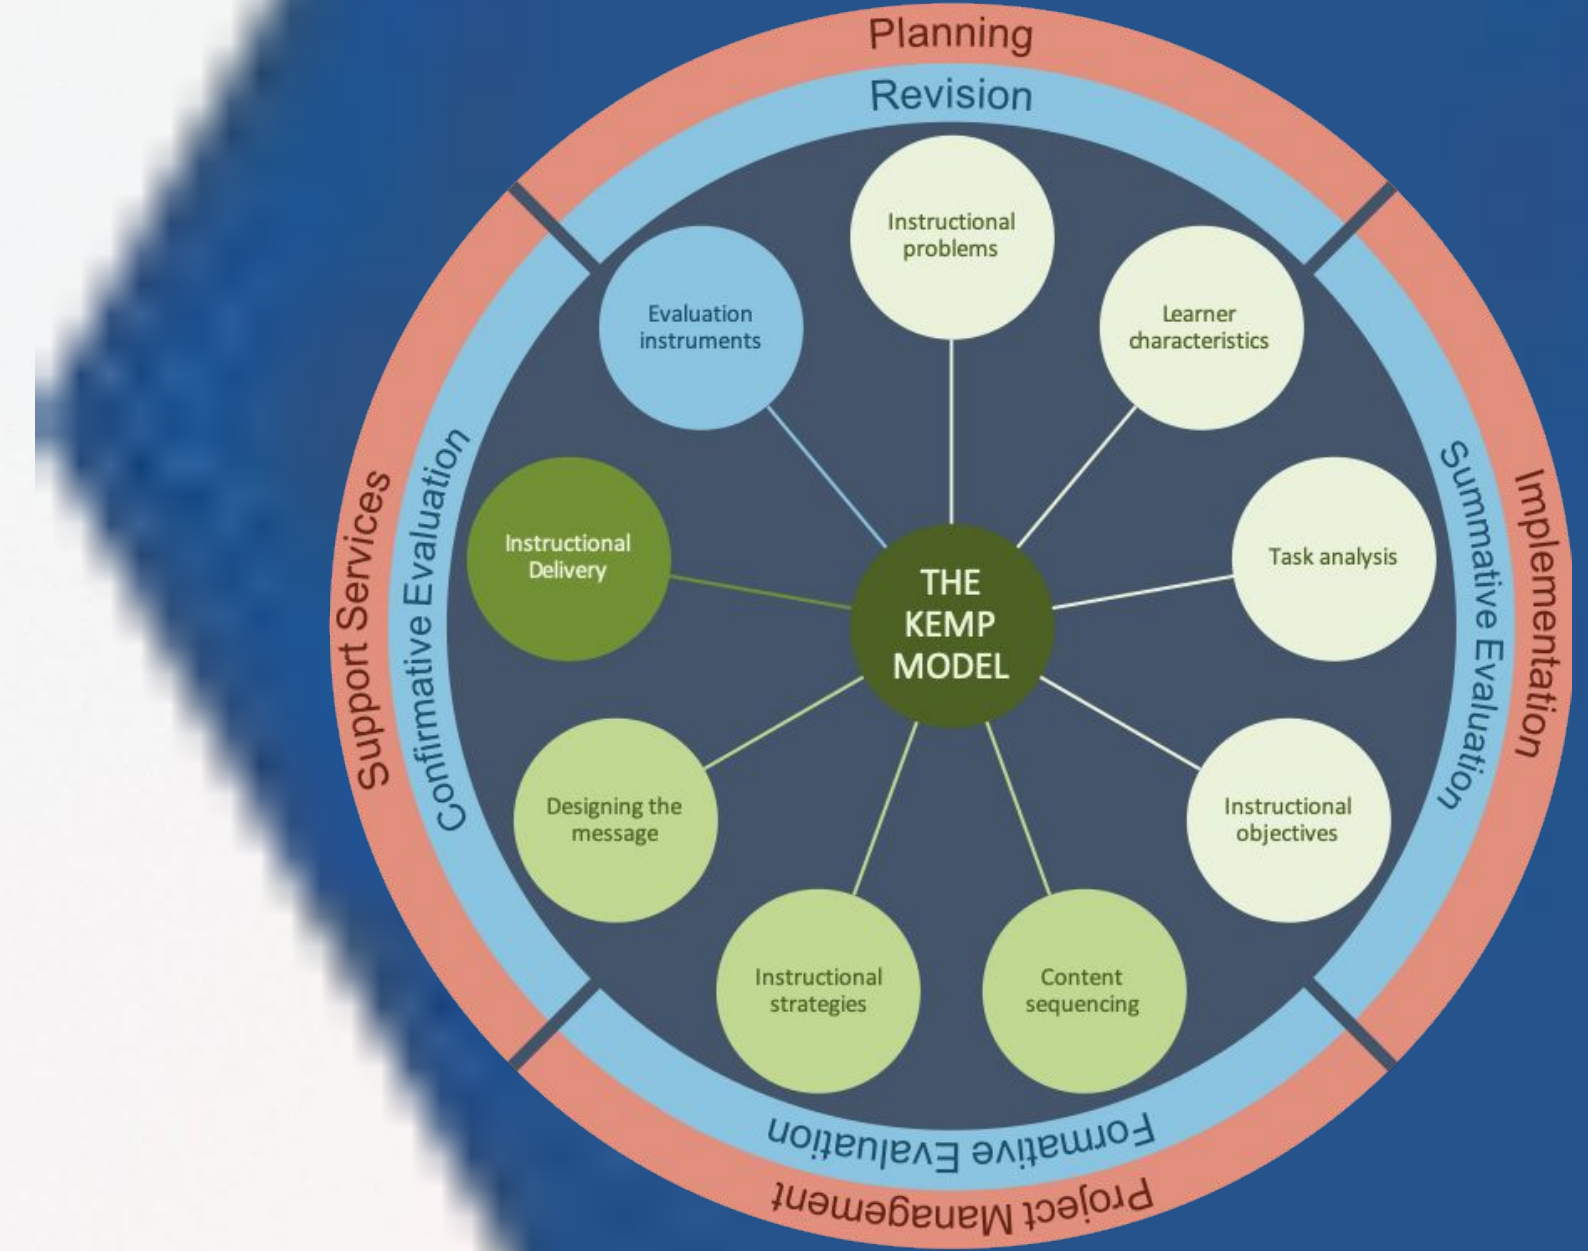 Planning
Revision
Instructional
problems
Learner
characteristics
Task analysis
Instructional
objectives
Content
sequencing
Instructional
strategies
Designing the
message
Instructional
Delivery
Evaluation
instruments
THE
KEMP
MODEL
Summative Evaluation
Implementation
Formative Evaluation
Project Management
Confirmative Evaluation
Support Services